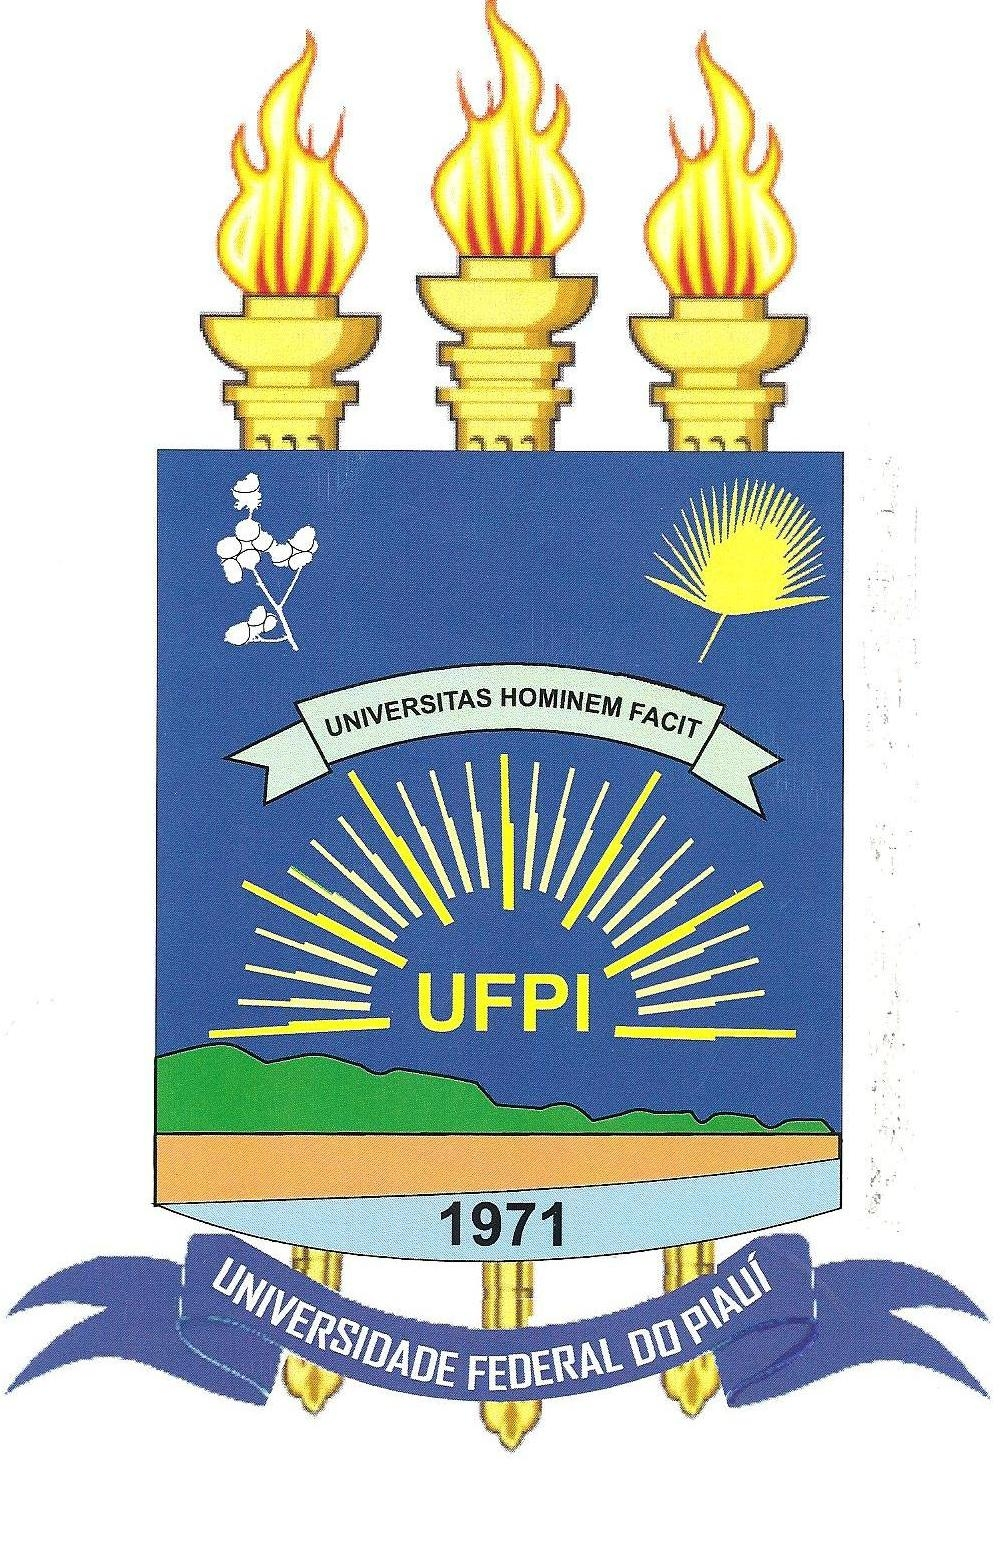 UNIVERSITAS HOMINEM FACIT
UFPI
1971
UNIVERSIDADE FEDERAL DO PIAUÍ